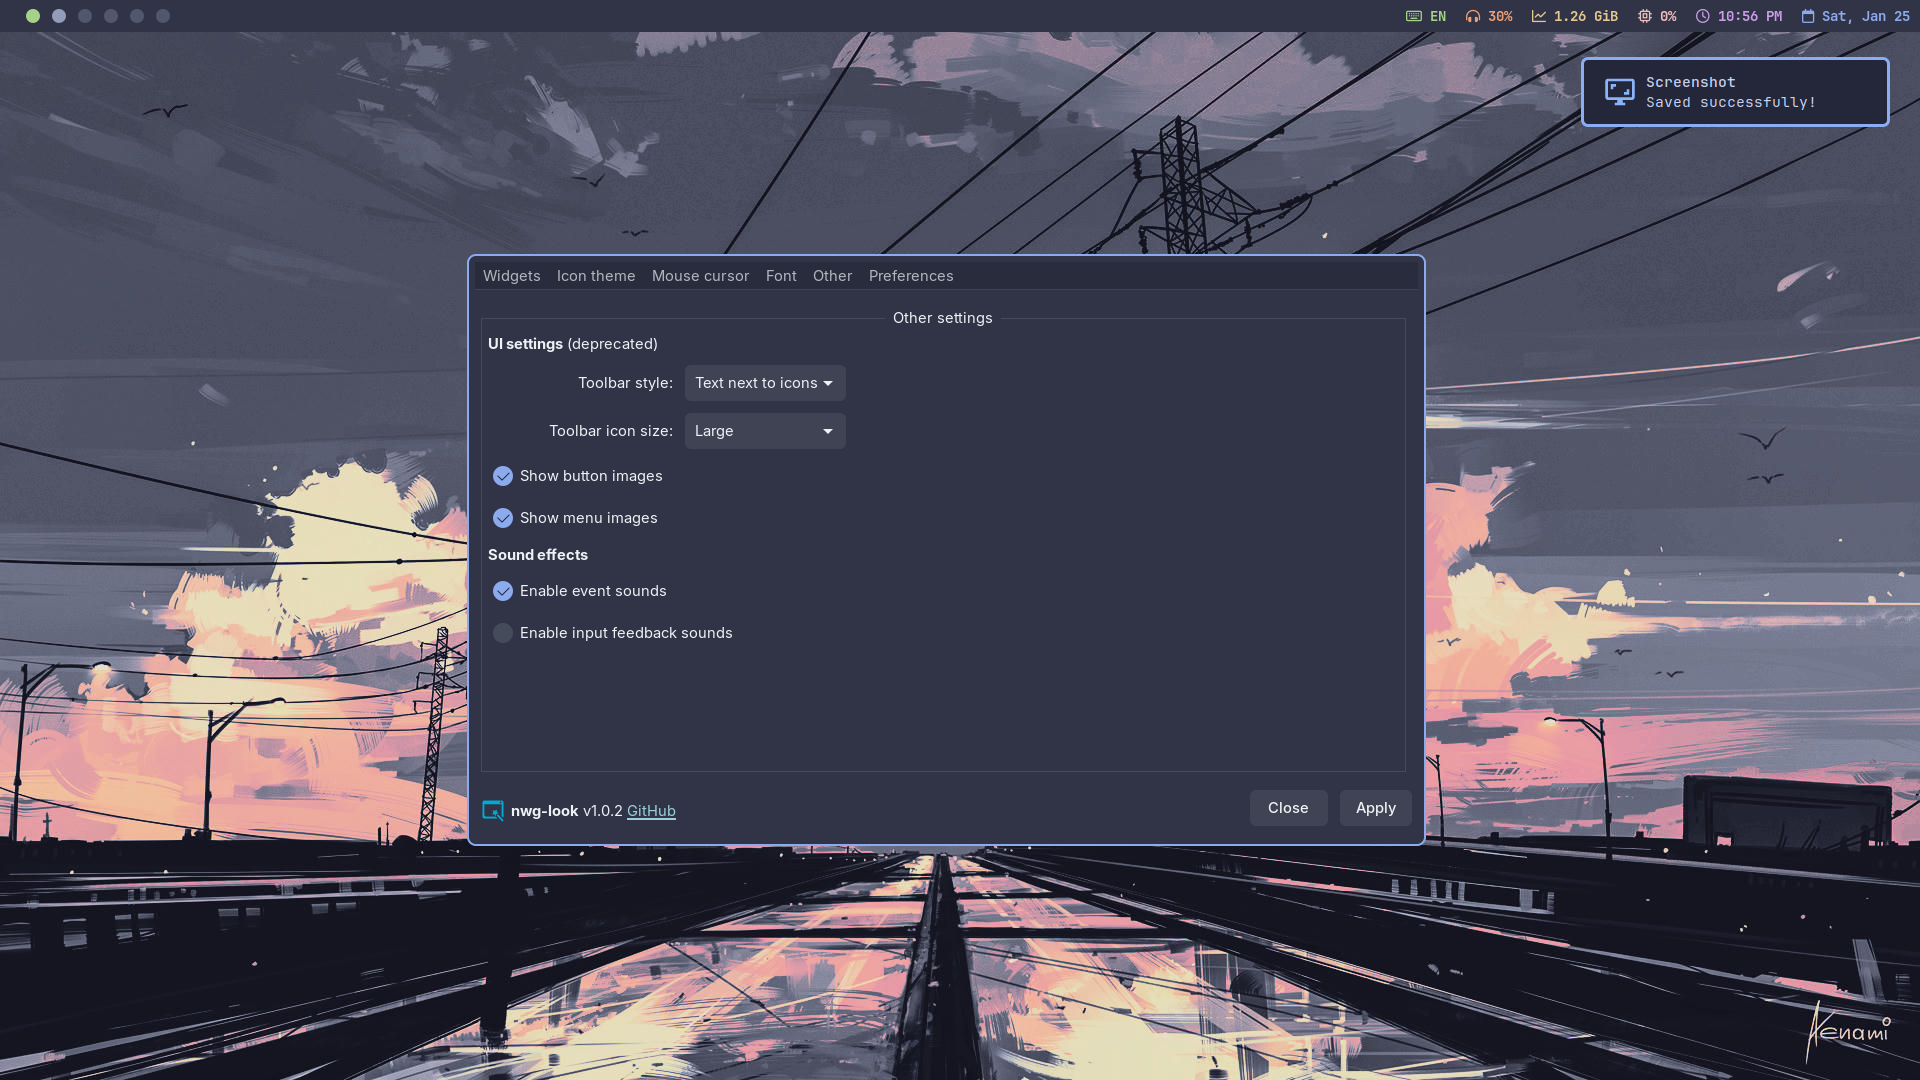 EN 30% 1.26 GiB 0% 10:56 PM Sat, Jan 25
Screenshot
Saved successfully!
Widgets Icon theme Mouse cursor Font Other Preferences
Other settings
UI settings (deprecated)
Toolbar style: Text next to icons
Toolbar icon size: Large
Show button images
Show menu images
Sound effects
Enable event sounds
Enable input feedback sounds
nwg-look v1.0.2 GitHub
Close Apply
Kenami